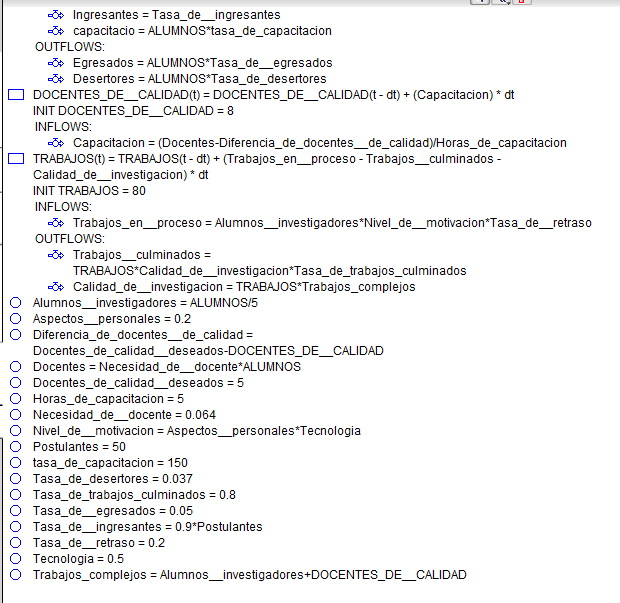 Ingresantes = Tasa_de__ingresantes
capacitacio = ALUMNOS*tasa_de_capacitacion
OUTFLOWS:
Egresados = ALUMNOS*Tasa_de__egresados
Desertores = ALUMNOS*Tasa_de_desertores
DOCENTES_DE__CALIDAD(t) = DOCENTES_DE__CALIDAD(t - dt) + (Capacitacion) * dt
INIT DOCENTES_DE__CALIDAD = 8
INFLOWS:
Capacitacion = (Docentes-Diferencia_de_docentes__de_calidad)/Horas_de_capacitacion
TRABAJOS(t) = TRABAJOS(t - dt) + (Trabajos_en__proceso - Trabajos__culminados -
Calidad_de__investigacion) * dt
INIT TRABAJOS = 80
INFLOWS:
Trabajos_en__proceso = Alumnos__investigadores*Nivel_de__motivacion*Tasa_de__retraso
OUTFLOWS:
Trabajos__culminados =
TRABAJOS*Calidad_de__investigacion*Tasa_de_trabajos_culminados
Calidad_de__investigacion = TRABAJOS*Trabajos_complejos
Alumnos__investigadores = ALUMNOS/5
Aspectos__personales = 0.2
Diferencia_de_docentes__de_calidad =
Docentes_de_calidad__deseados-DOCENTES_DE__CALIDAD
Docentes = Necesidad_de__docente*ALUMNOS
Docentes_de_calidad__deseados = 5
Horas_de_capacitacion = 5
Necesidad_de__docente = 0.064
Nivel_de__motivacion = Aspectos__personales*Tecnologia
Postulantes = 50
tasa_de_capacitacion = 150
Tasa_de_desertores = 0.037
Tasa_de_trabajos_culminados = 0.8
Tasa_de__egresados = 0.05
Tasa_de__ingresantes = 0.9*Postulantes
Tasa_de__retraso = 0.2
Tecnologia = 0.5
Trabajos_complejos = Alumnos__investigadores+DOCENTES_DE__CALIDAD